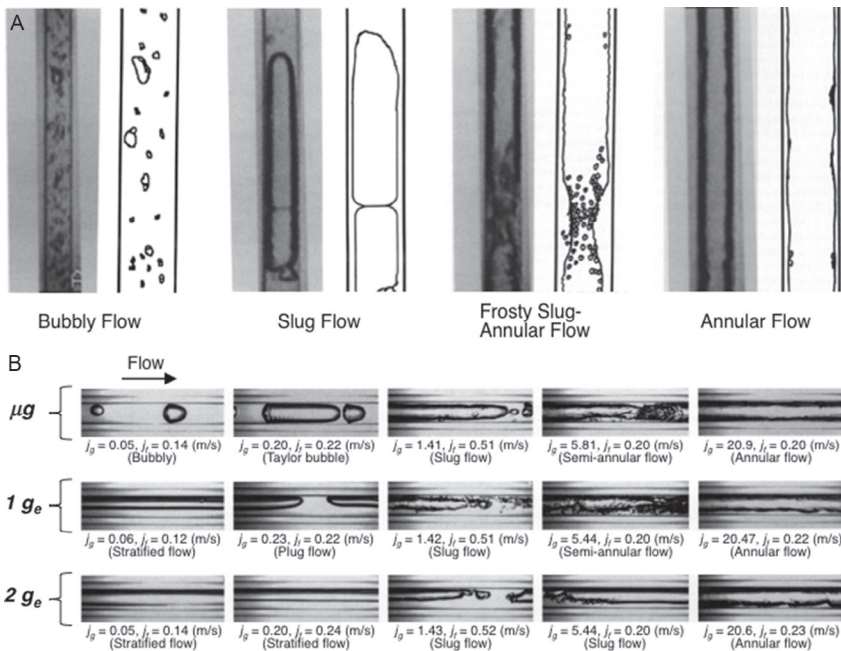 A
Bubbly Flow
Slug Flow
Frosty Slug-
Annular Flow
Annular Flow
B
Flow
μg
j_g = 0.05, j_f = 0.14 (m/s)
(Bubbly)
j_g = 0.20, j_f = 0.22 (m/s)
(Taylor bubble)
j_g = 1.41, j_f = 0.51 (m/s)
(Slug flow)
j_g = 5.81, j_f = 0.20 (m/s)
(Semi-annular flow)
j_g = 20.9, j_f = 0.20 (m/s)
(Annular flow)
1 g_e
j_g = 0.06, j_f = 0.12 (m/s)
(Stratified flow)
j_g = 0.23, j_f = 0.22 (m/s)
(Plug flow)
j_g = 1.42, j_f = 0.51 (m/s)
(Slug flow)
j_g = 5.44, j_f = 0.20 (m/s)
(Semi-annular flow)
j_g = 20.47, j_f = 0.22 (m/s)
(Annular flow)
2 g_e
j_g = 0.05, j_f = 0.14 (m/s)
(Stratified flow)
j_g = 0.20, j_f = 0.24 (m/s)
(Stratified flow)
j_g = 1.43, j_f = 0.52 (m/s)
(Slug flow)
j_g = 5.44, j_f = 0.20 (m/s)
(Slug flow)
j_g = 20.6, j_f = 0.23 (m/s)
(Annular flow)